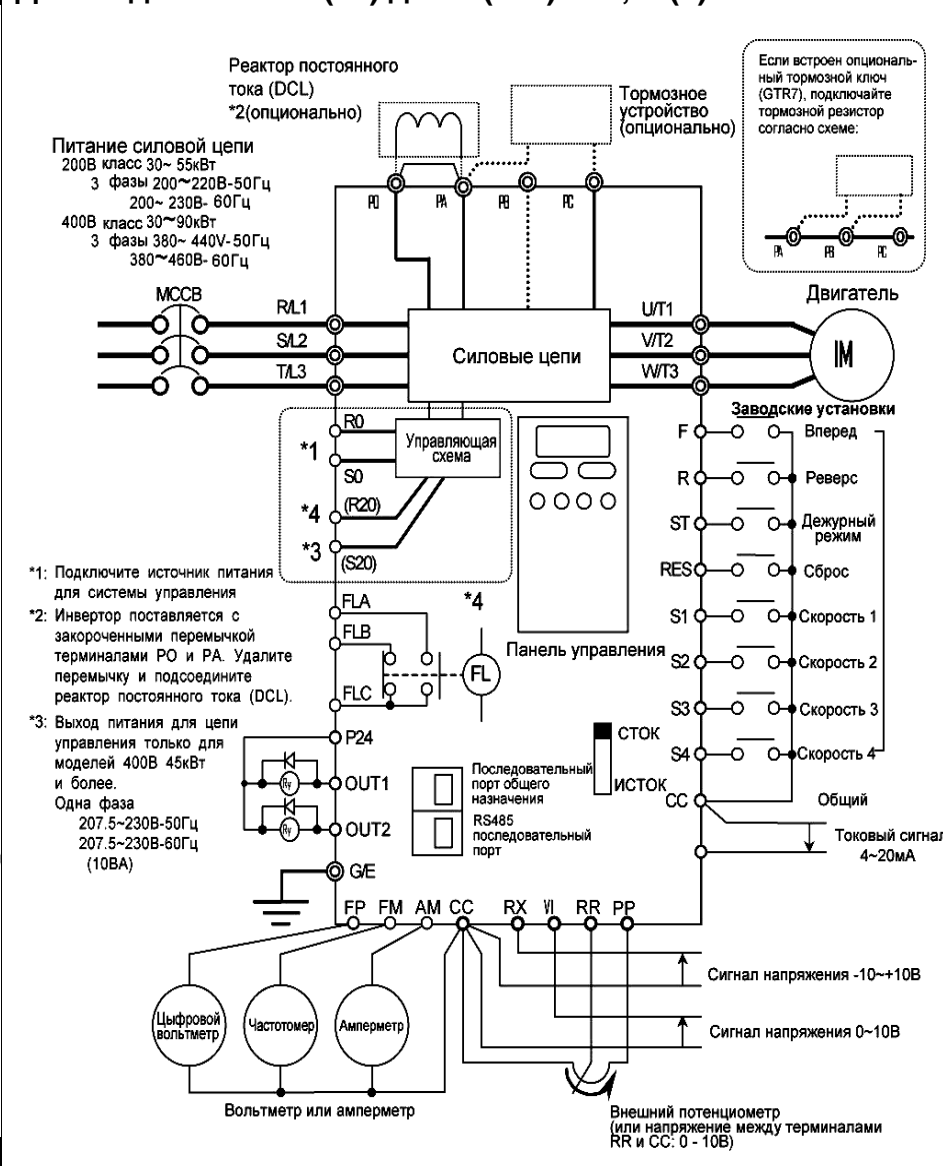 Реактор постоянного
тока (DCL)
*2(опционально)
Тормозное
устройство
(опционально)
Если встроен опциональ-
ный тормозной ключ
(GTR7), подключайте
тормозной резистор
согласно схеме:
PA PB PC
Питание силовой цепи
200В класс 30~ 55кВт
3 фазы 200~220В-50Гц
200~ 230В- 60Гц
400В класс 30~90кВт
3 фазы 380~ 440V-50Гц
380~460В- 60Гц
PO PA PB PC
MCCB
R/L1
S/L2
T/L3
Силовые цепи
U/T1
V/T2
W/T3
Двигатель
IM
Заводские установки
*1
R0
S0
Управляющая
схема
*4 (R20)
*3 (S20)
F Вперед
R Реверс
ST Дежурный
режим
RES Сброс
S1 Скорость 1
S2 Скорость 2
S3 Скорость 3
S4 Скорость 4
CC Общий
Токовый сигнал
4~20мА
*1: Подключите источник питания
для системы управления
*2: Инвертор поставляется с
закороченными перемычкой
терминалами PO и PA. Удалите
перемычку и подсоедините
реактор постоянного тока (DCL).
*3: Выход питания для цепи
управления только для
моделей 400В 45кВт
и более.
Одна фаза
207.5~230В-50Гц
207.5~230В-60Гц
(10ВА)
FLA
FLB
FLC
*4
FL
Панель управления
P24
OUT1
OUT2
Ry
Ry
G/E
СТОК
ИСТОК
Последовательный
порт общего
назначения
RS485
последовательный
порт
FP FM AM CC RX VI RR PP
Цыфровой
вольтметр
Частотомер
Амперметр
Вольтметр или амперметр
Сигнал напряжения -10~+10В
Сигнал напряжения 0~10В
Внешний потенциометр
(или напряжение между терминалами
RR и CC: 0 - 10В)